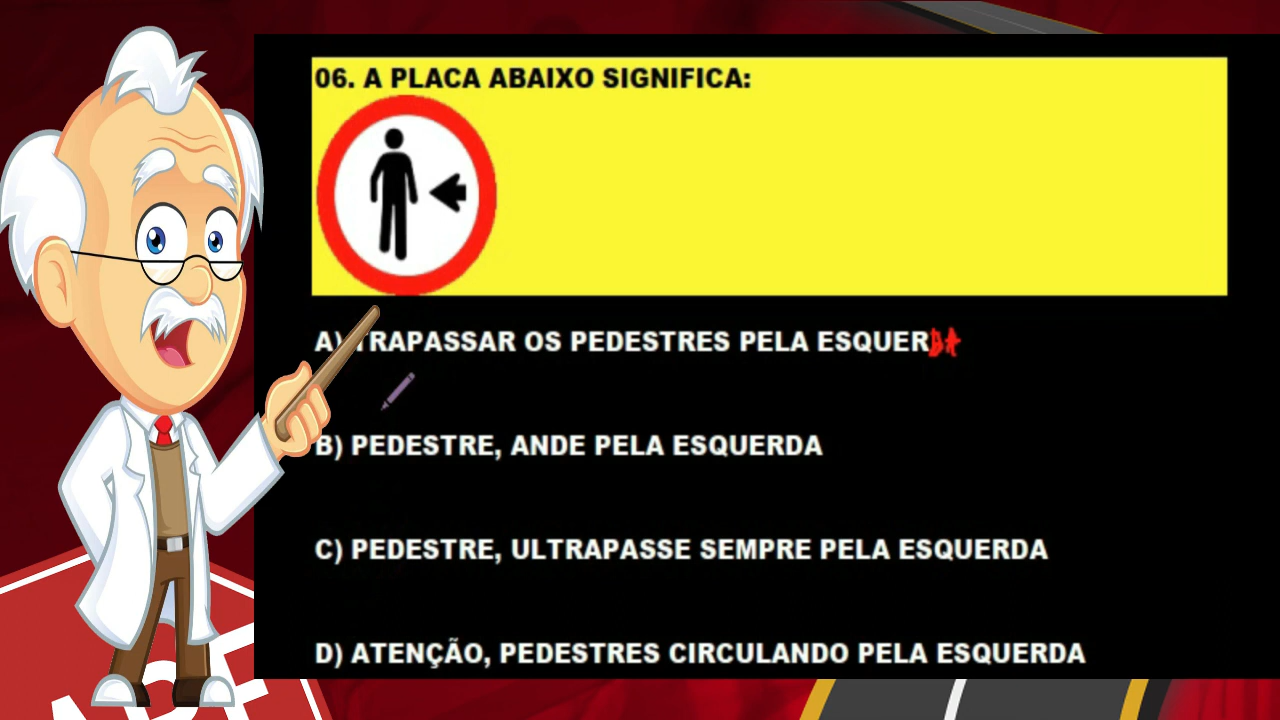 06. A PLACA ABAIXO SIGNIFICA:
A) TRAPASSAR OS PEDESTRES PELA ESQUERDA
B) PEDESTRE, ANDE PELA ESQUERDA
C) PEDESTRE, ULTRAPASSE SEMPRE PELA ESQUERDA
D) ATENÇÃO, PEDESTRES CIRCULANDO PELA ESQUERDA